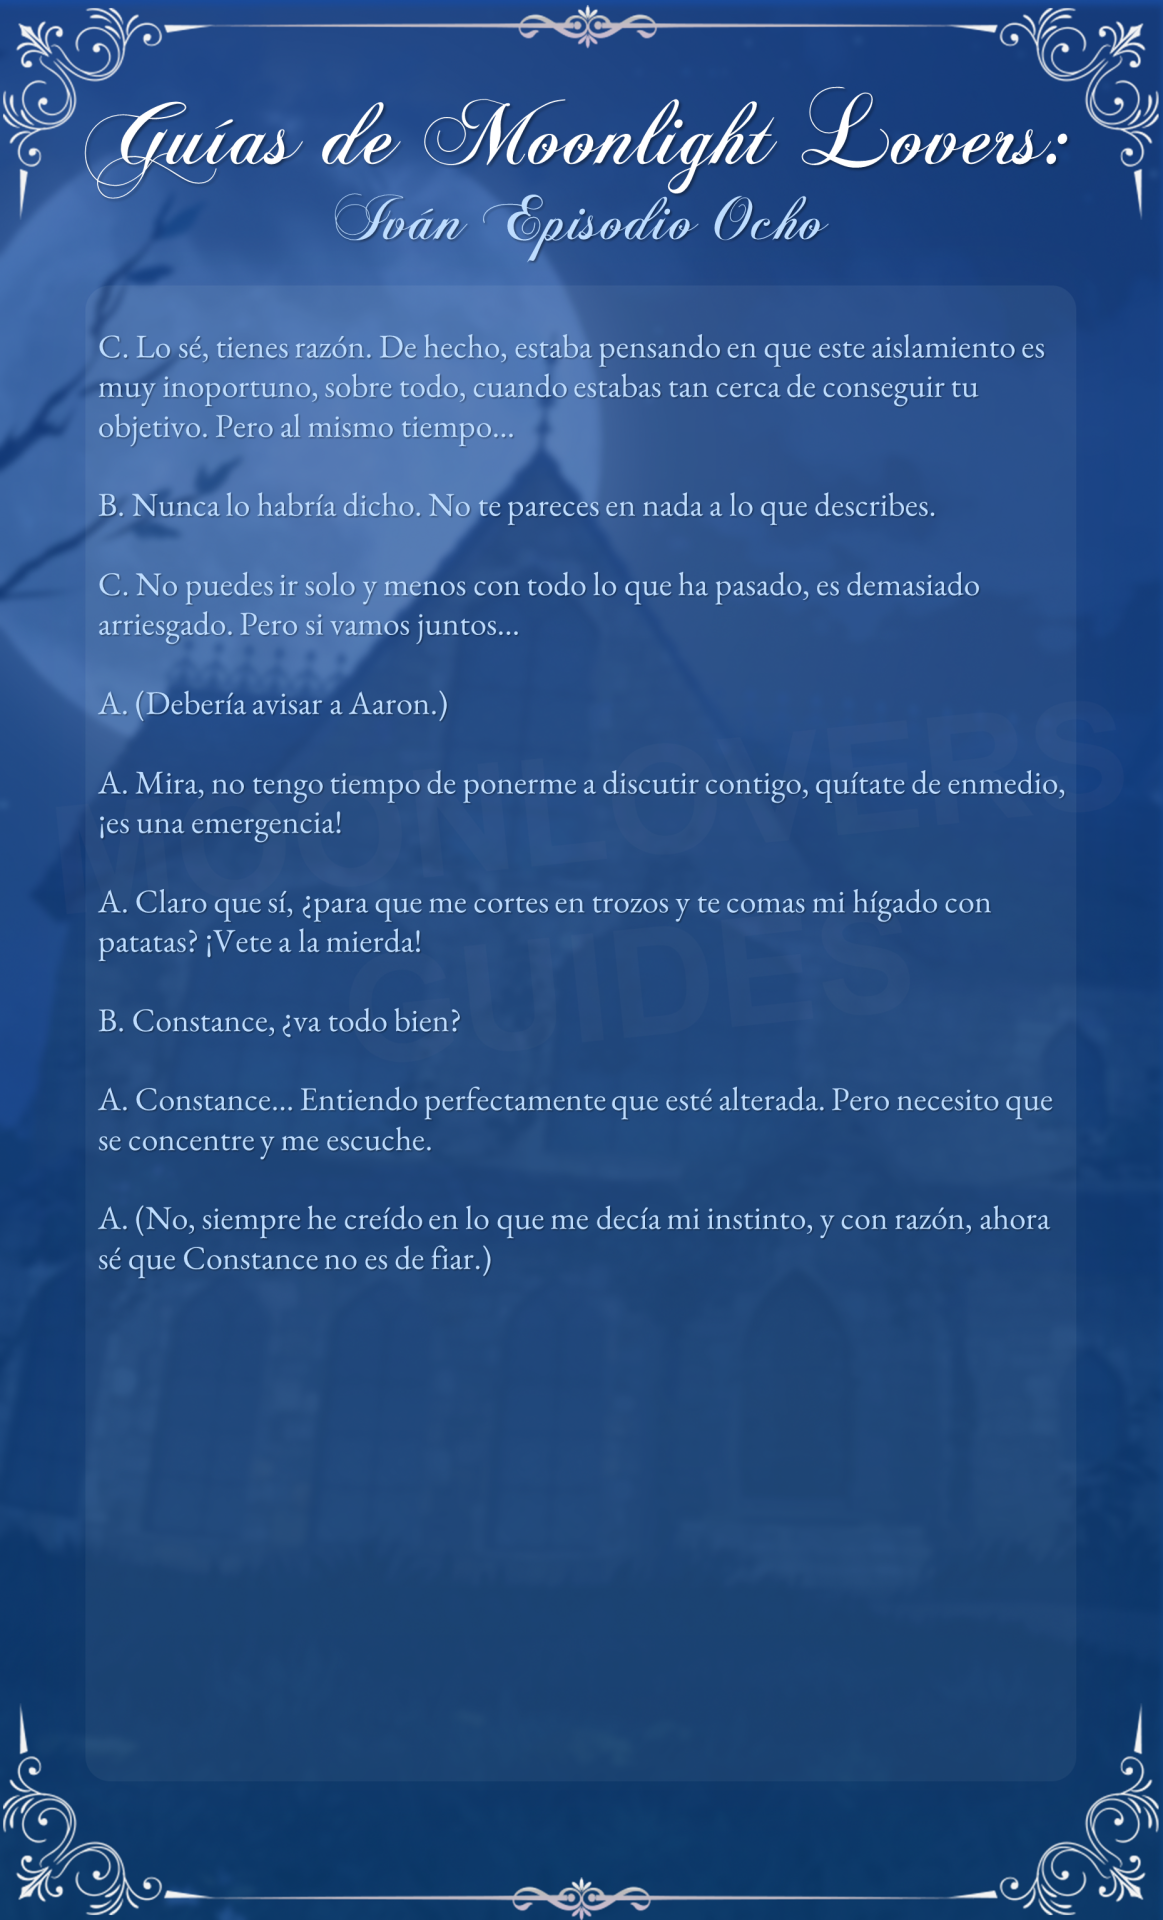 Guías de Moonlight Lovers:
Iván Episodio Ocho
C. Lo sé, tienes razón. De hecho, estaba pensando en que este aislamiento es
muy inoportuno, sobre todo, cuando estabas tan cerca de conseguir tu
objetivo. Pero al mismo tiempo...
B. Nunca lo habría dicho. No te pareces en nada a lo que describes.
C. No puedes ir solo y menos con todo lo que ha pasado, es demasiado
arriesgado. Pero si vamos juntos...
A. (Debería avisar a Aaron.)
A. Mira, no tengo tiempo de ponerme a discutir contigo, quítate de enmedio,
¡es una emergencia!
A. Claro que sí, ¿para que me cortes en trozos y te comas mi hígado con
patatas? ¡Vete a la mierda!
B. Constance, ¿va todo bien?
A. Constance... Entiendo perfectamente que esté alterada. Pero necesito que
se concentre y me escuche.
A. (No, siempre he creído en lo que me decía mi instinto, y con razón, ahora
sé que Constance no es de fiar.)
MOONLOVERS
GUIDES